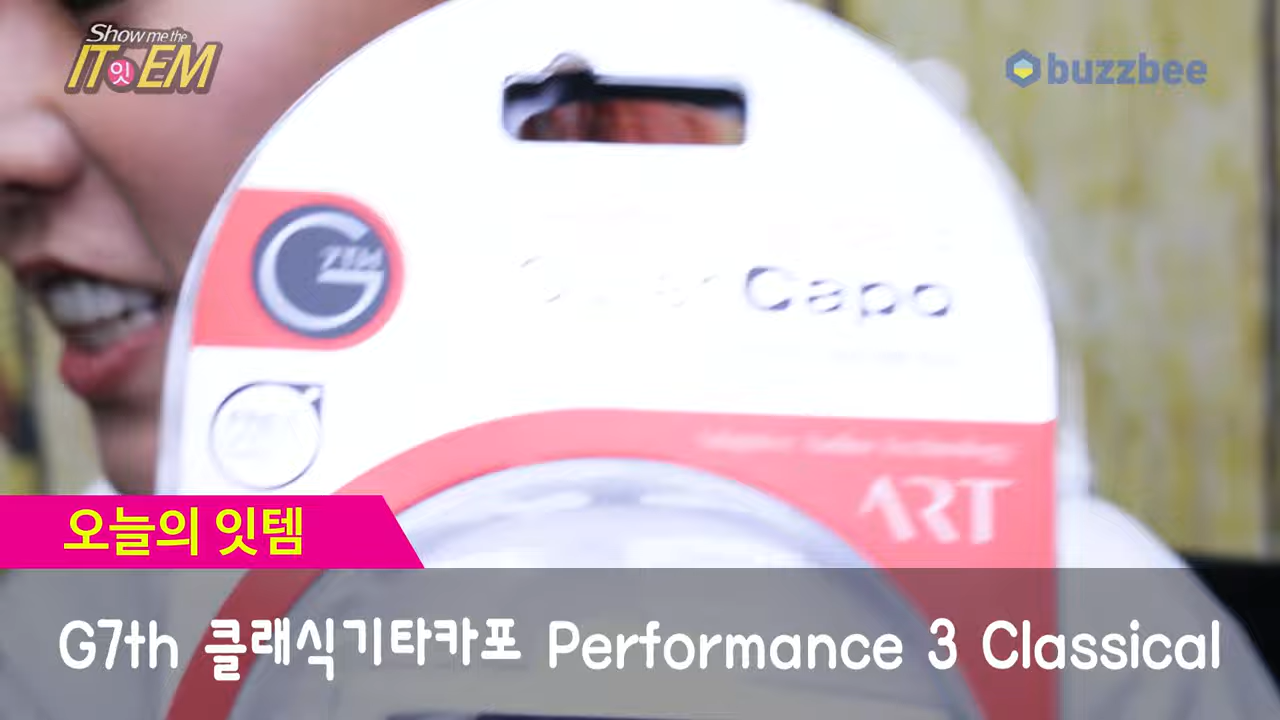 Show me the
IT잇EM
buzzbee
G7TH
Capo
ART
오늘의 잇템
G7th 클래식기타카포 Performance 3 Classical